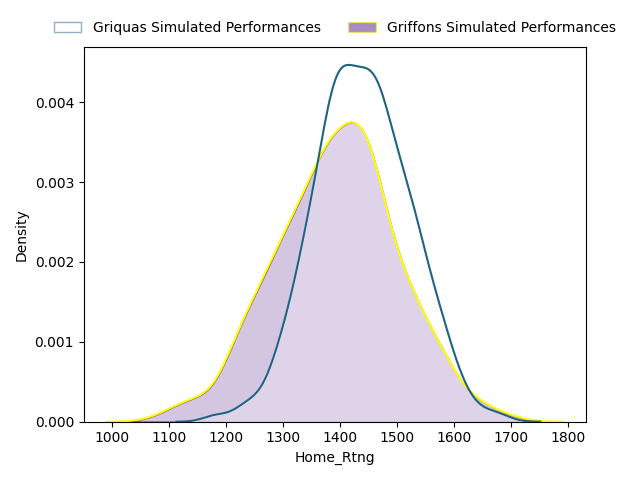 Griquas Simulated Performances Griffons Simulated Performances
0.004
0.003
0.002
0.001
0.000
Density
1000 1100 1200 1300 1400 1500 1600 1700 1800
Home_Rtng